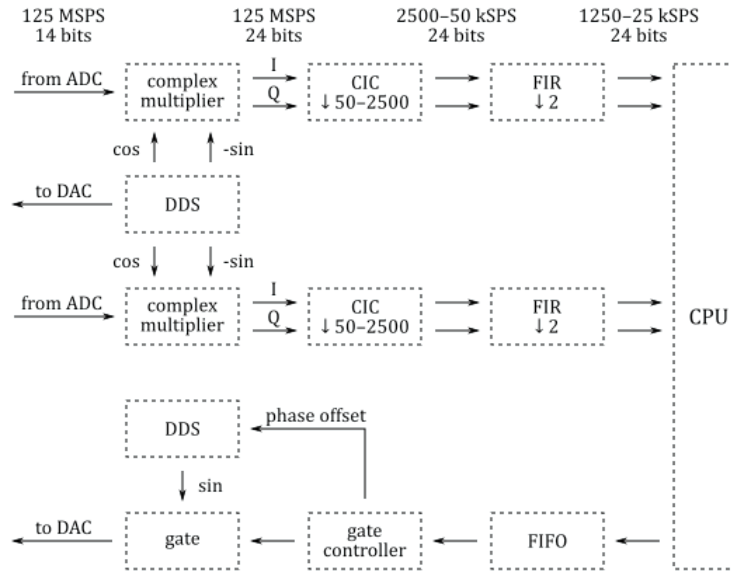 125 MSPS 125 MSPS 2500–50 kSPS 1250–25 kSPS
14 bits 24 bits 24 bits 24 bits
from ADC
complex
multiplier
I
Q
CIC
↓ 50–2500
FIR
↓ 2
cos
-sin
to DAC
DDS
cos
-sin
from ADC
complex
multiplier
I
Q
CIC
↓ 50–2500
FIR
↓ 2
CPU
DDS
phase offset
sin
to DAC
gate
gate
controller
FIFO